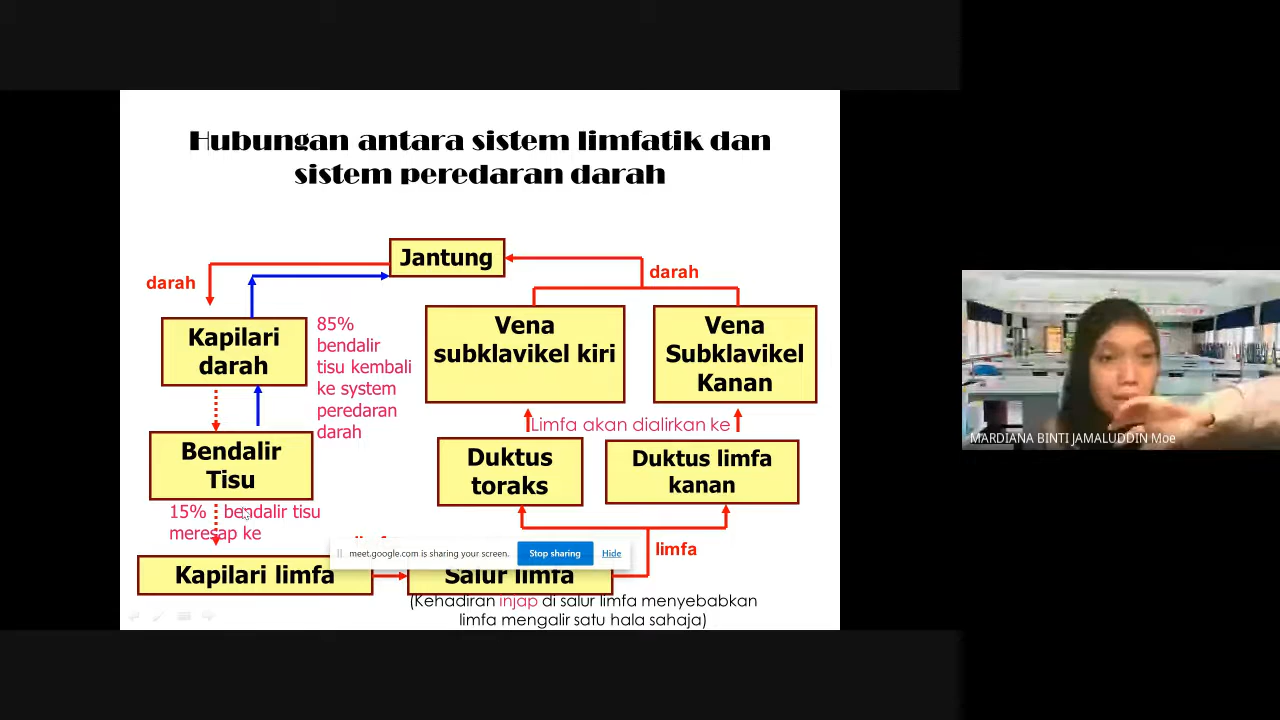 Hubungan antara sistem limfatik dan
sistem peredaran darah
Jantung
darah
darah
Kapilari
darah
85%
bendalir
tisu kembali
ke system
peredaran
darah
Vena
subklavikel kiri
Vena
Subklavikel
Kanan
Limfa akan dialirkan ke
Bendalir
Tisu
Duktus
toraks
Duktus limfa
kanan
15% bendalir tisu
meresap ke
limfa
meet.google.com is sharing your screen.
Stop sharing
Hide
Kapilari limfa
Salur limfa
(Kehadiran injap di salur limfa menyebabkan
limfa mengalir satu hala sahaja)
MARDIANA BINTI JAMALUDDIN Moe